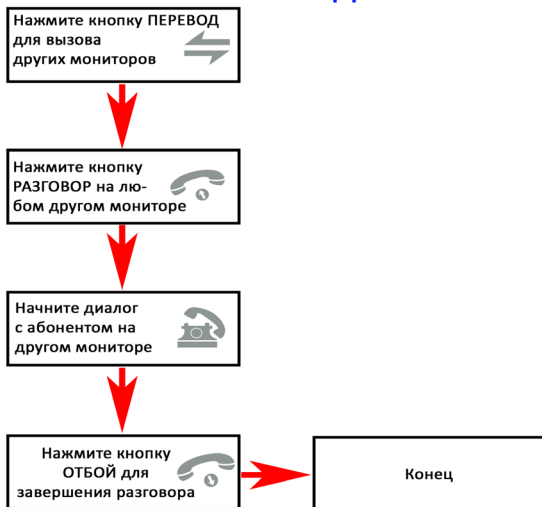 Нажмите кнопку ПЕРЕВОД
для вызова
других мониторов
Нажмите кнопку
РАЗГОВОР на лю-
бом другом мониторе
Начните диалог
с абонентом на
другом мониторе
Нажмите кнопку
ОТБОЙ для
завершения разговора
Конец